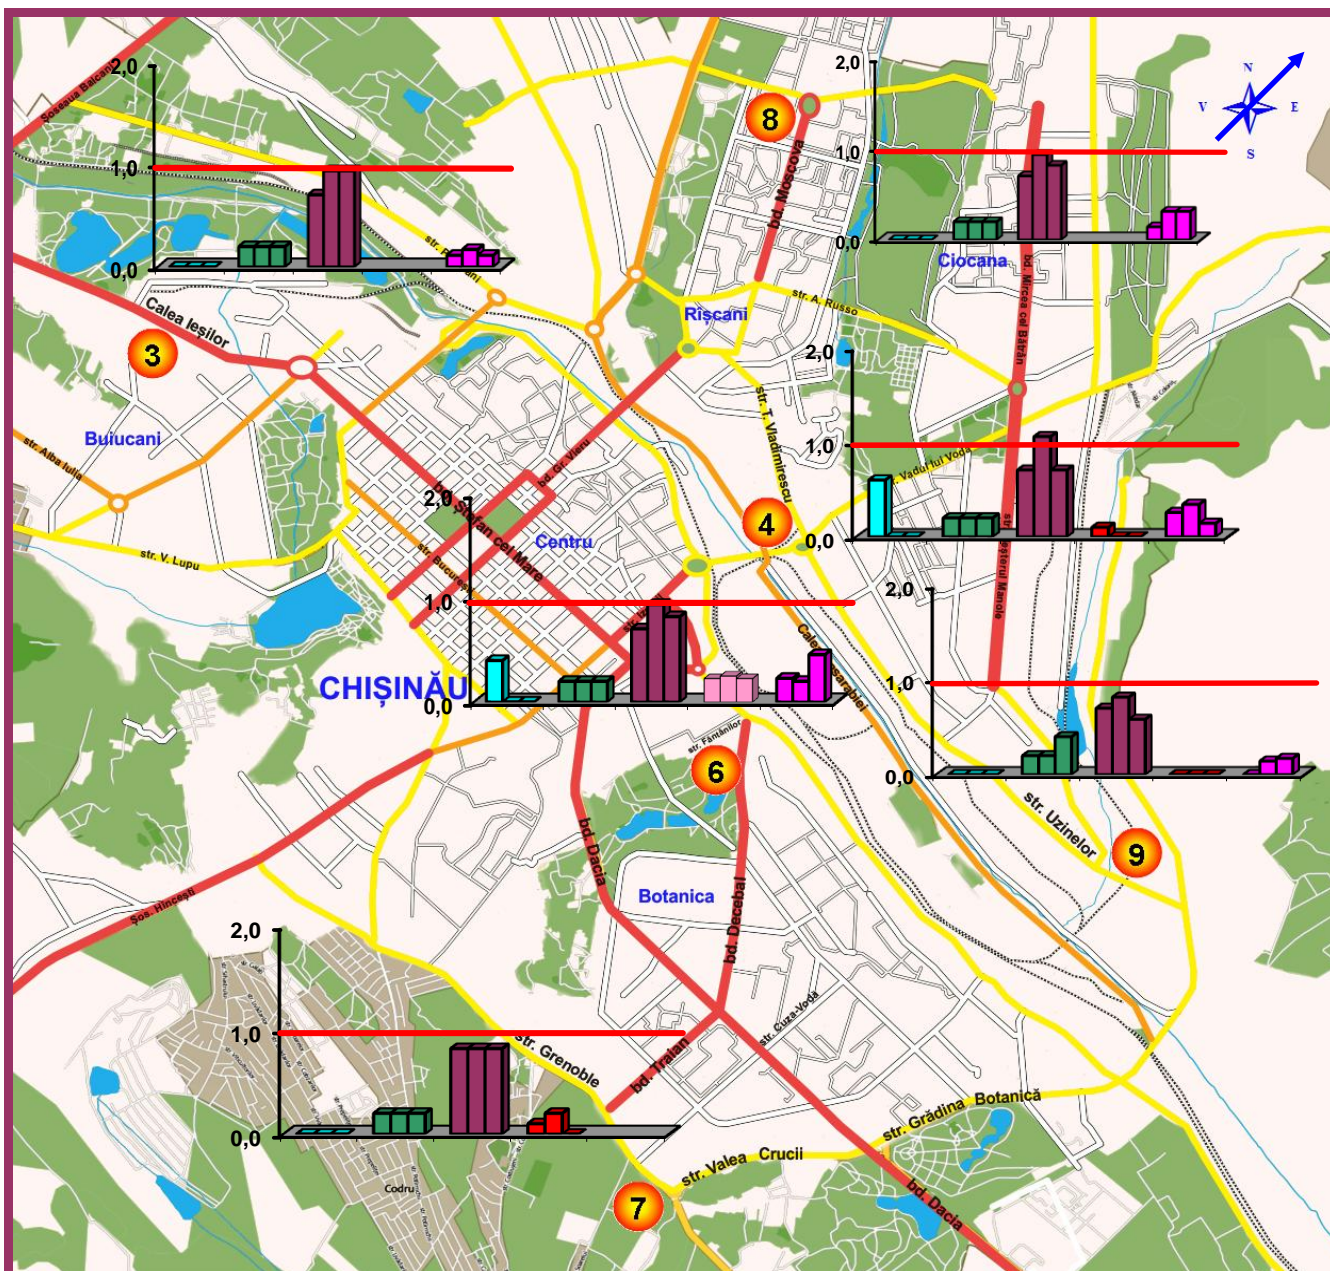 Șoseaua Balcani
2,0
1,0
0,0
str. P
ani
Calea Ieșilor
3
Buiucani
str. Alba Iulia
str. V. Lupu
8
bd. Moscova
2,0
1,0
0,0
N
V
E
S
Ciocana
bd. Mircea cel Bătrân
Rîșcani
str. A. Russo
str. T. Vladimirescu
bd. Gr. Vieru
2,0
1,0
0,0
Vadul lui Vodă
4
bd. Ștefan cel Mare
Centru
str. București
2,0
1,0
0,0
CHIȘINĂU
str. Fântânilor
6
2,0
1,0
0,0
str. Uzinelor
9
bd. Dacia
Botanica
bd. Decebal
Șos. Hîncești
2,0
1,0
0,0
str. Grenoble
bd. Traian
str. Cuza-Vodă
str. Grădina Botanică
str. Valea Crucii
Codru
7
bd. Dacia